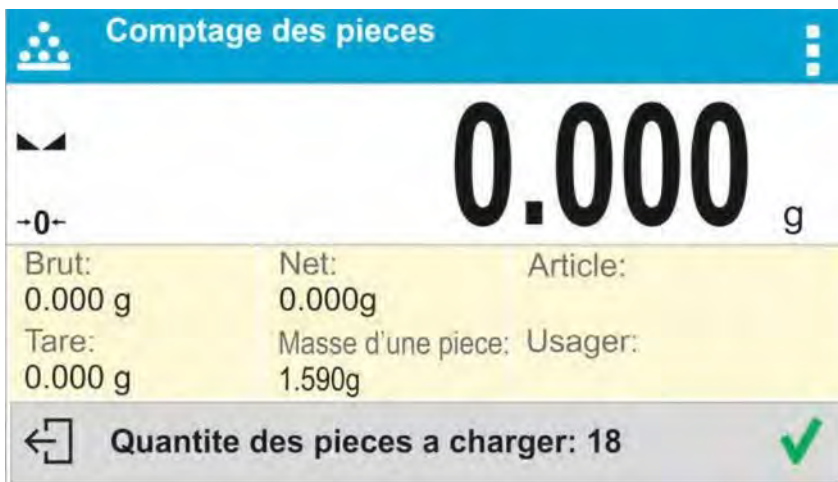 Comptage des pieces
→0←
0.000 g
Brut: Net: Article:
0.000 g 0.000g
Tare: Masse d'une piece: Usager:
0.000 g 1.590g
Quantite des pieces a charger: 18